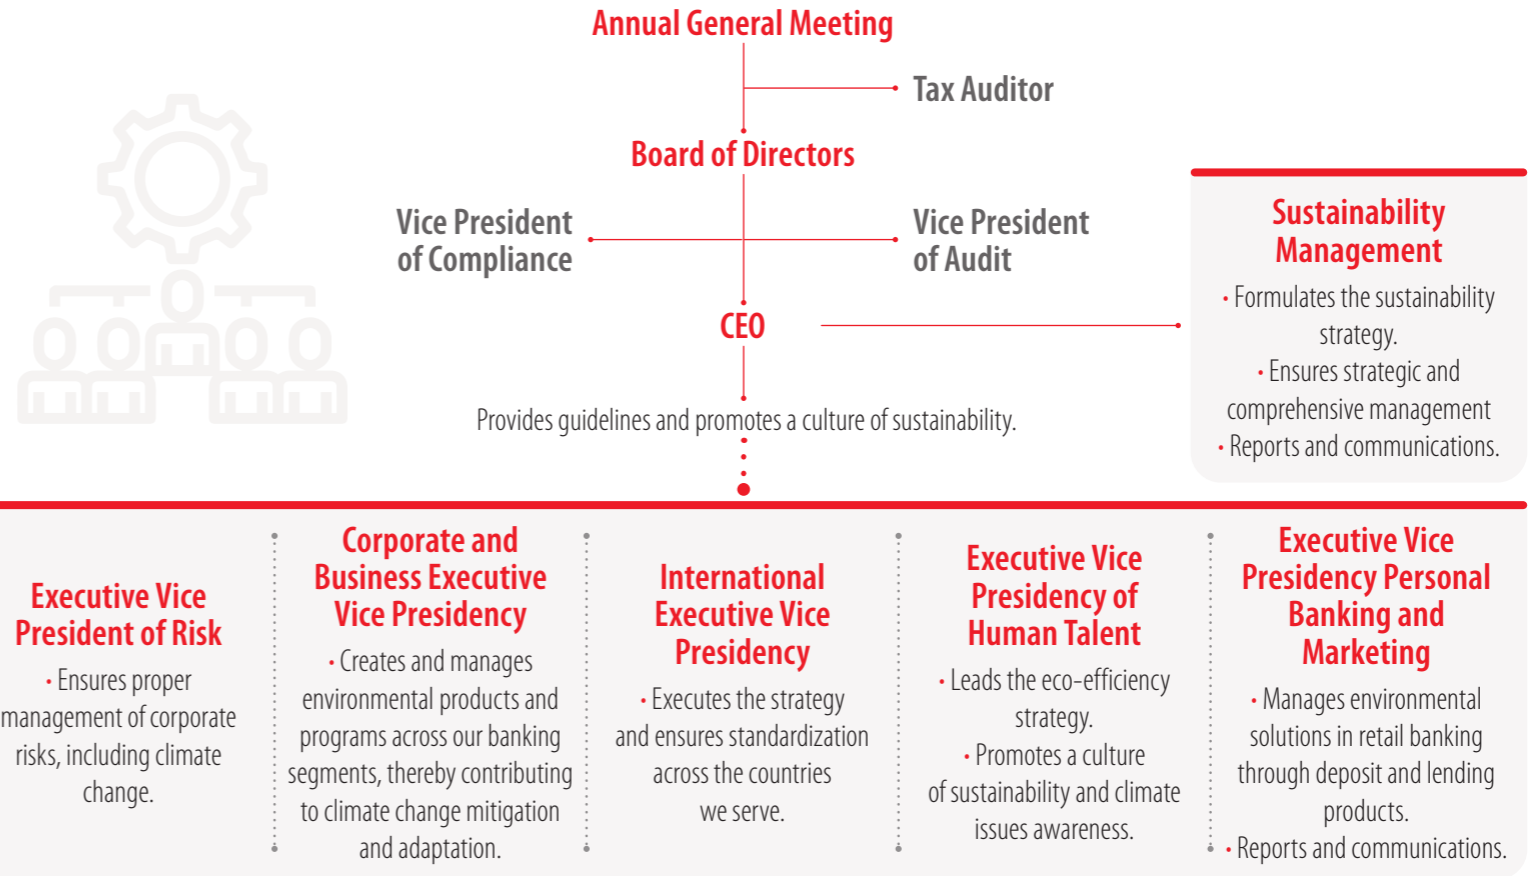 Annual General Meeting
Tax Auditor
Board of Directors
Vice President
of Compliance
Vice President
of Audit
CEO
Provides guidelines and promotes a culture of sustainability.
Sustainability
Management
• Formulates the sustainability
strategy.
• Ensures strategic and
comprehensive management
• Reports and communications.
Executive Vice
President of Risk
• Ensures proper
management of corporate
risks, including climate
change.
Corporate and
Business Executive
Vice Presidency
• Creates and manages
environmental products and
programs across our banking
segments, thereby contributing
to climate change mitigation
and adaptation.
International
Executive Vice
Presidency
• Executes the strategy
and ensures standardization
across the countries
we serve.
Executive Vice
Presidency of
Human Talent
• Leads the eco-efficiency
strategy.
• Promotes a culture
of sustainability and climate
issues awareness.
Executive Vice
Presidency Personal
Banking and
Marketing
• Manages environmental
solutions in retail banking
through deposit and lending
products.
• Reports and communications.